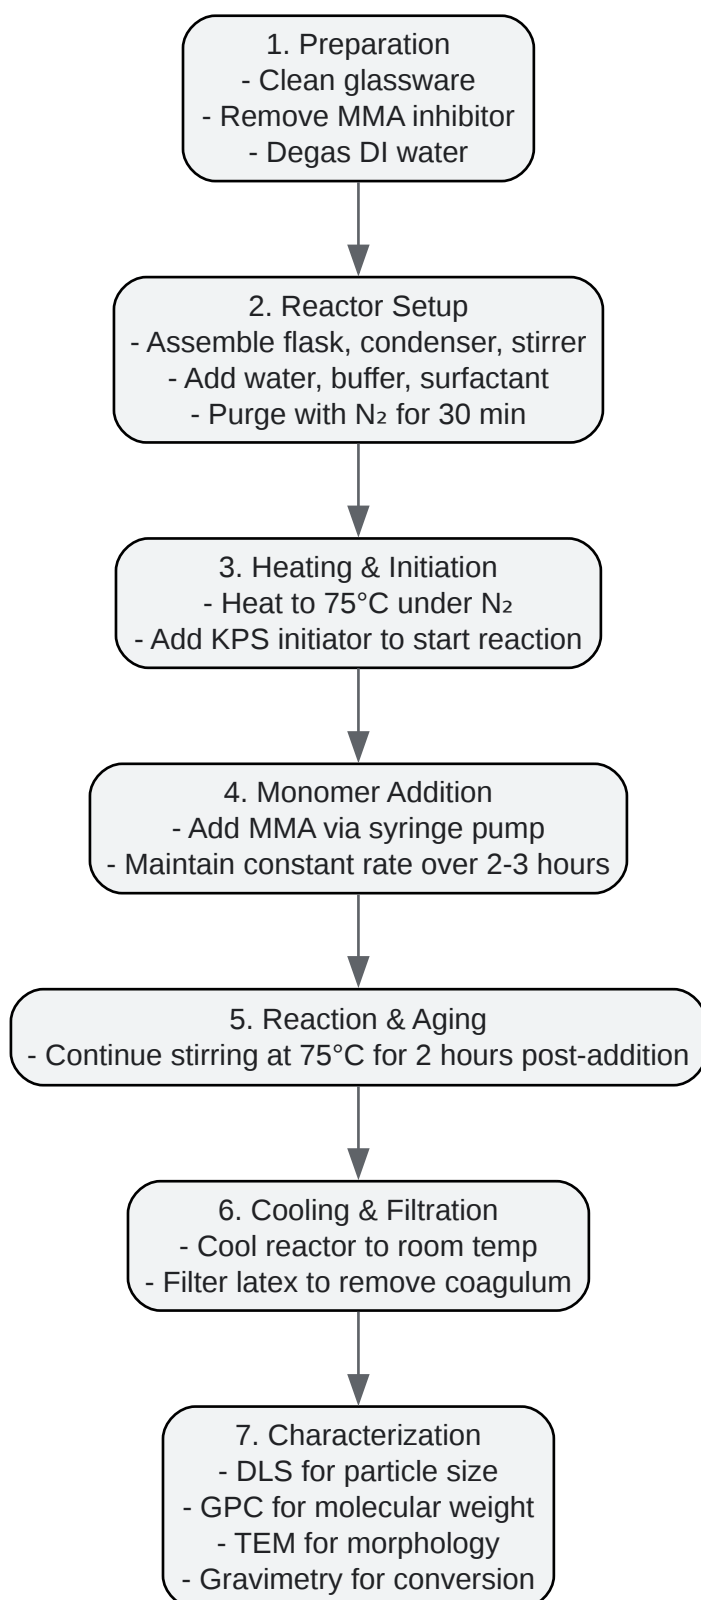 1. Preparation
- Clean glassware
- Remove MMA inhibitor
- Degas DI water
2. Reactor Setup
- Assemble flask, condenser, stirrer
- Add water, buffer, surfactant
- Purge with N₂ for 30 min
3. Heating & Initiation
- Heat to 75°C under N₂
- Add KPS initiator to start reaction
4. Monomer Addition
- Add MMA via syringe pump
- Maintain constant rate over 2-3 hours
5. Reaction & Aging
- Continue stirring at 75°C for 2 hours post-addition
6. Cooling & Filtration
- Cool reactor to room temp
- Filter latex to remove coagulum
7. Characterization
- DLS for particle size
- GPC for molecular weight
- TEM for morphology
- Gravimetry for conversion